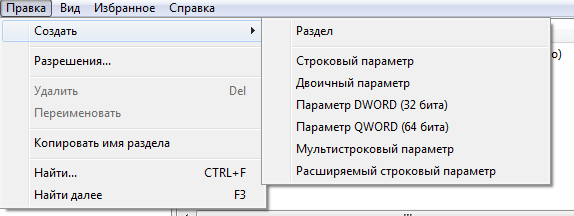 Правка Вид Избранное Справка
Создать
Разрешения...
Удалить Del
Переименовать
Копировать имя раздела
Найти... CTRL+F
Найти далее F3
Раздел
Строковый параметр
Двоичный параметр
Параметр DWORD (32 бита)
Параметр QWORD (64 бита)
Мультистроковый параметр
Расширяемый строковый параметр
о)